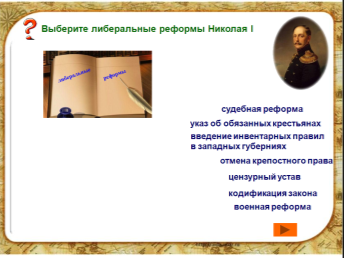 Выберите либеральные реформы Николая I
либеральные реформы
судебная реформа
указ об обязанных крестьянах
введение инвентарных правил
в западных губерниях
отмена крепостного права
цензурный устав
кодификация закона
военная реформа